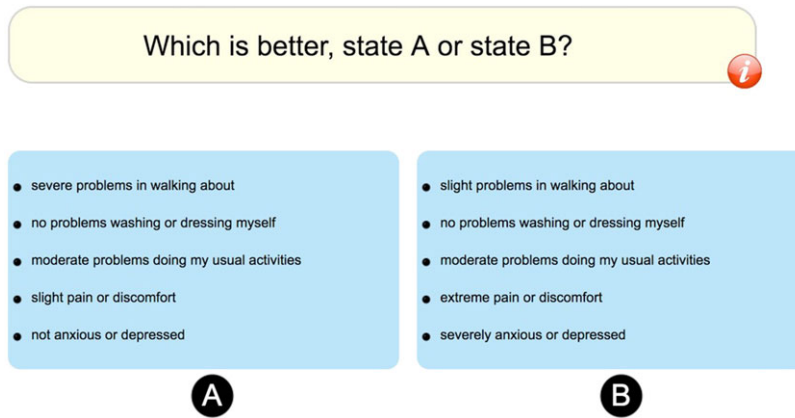 Which is better, state A or state B?
i
severe problems in walking about
no problems washing or dressing myself
moderate problems doing my usual activities
slight pain or discomfort
not anxious or depressed
A
slight problems in walking about
no problems washing or dressing myself
moderate problems doing my usual activities
extreme pain or discomfort
severely anxious or depressed
B